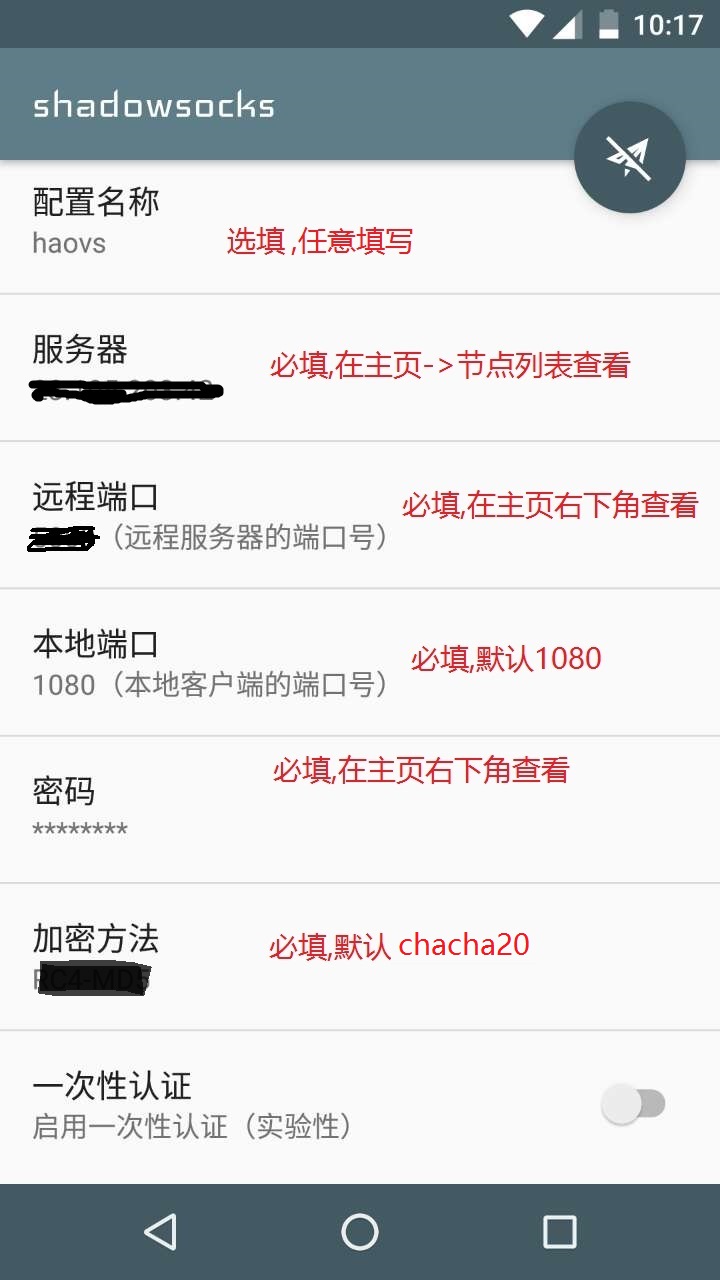 10:17
shadowsocks
配置名称
haovs
选填,任意填写
服务器
必填,在主页->节点列表查看
远程端口
必填,在主页右下角查看
（远程服务器的端口号）
本地端口
必填,默认1080
1080（本地客户端的端口号）
必填,在主页右下角查看
密码
********
加密方法
必填,默认 chacha20
RC4-MD5
一次性认证
启用一次性认证（实验性）